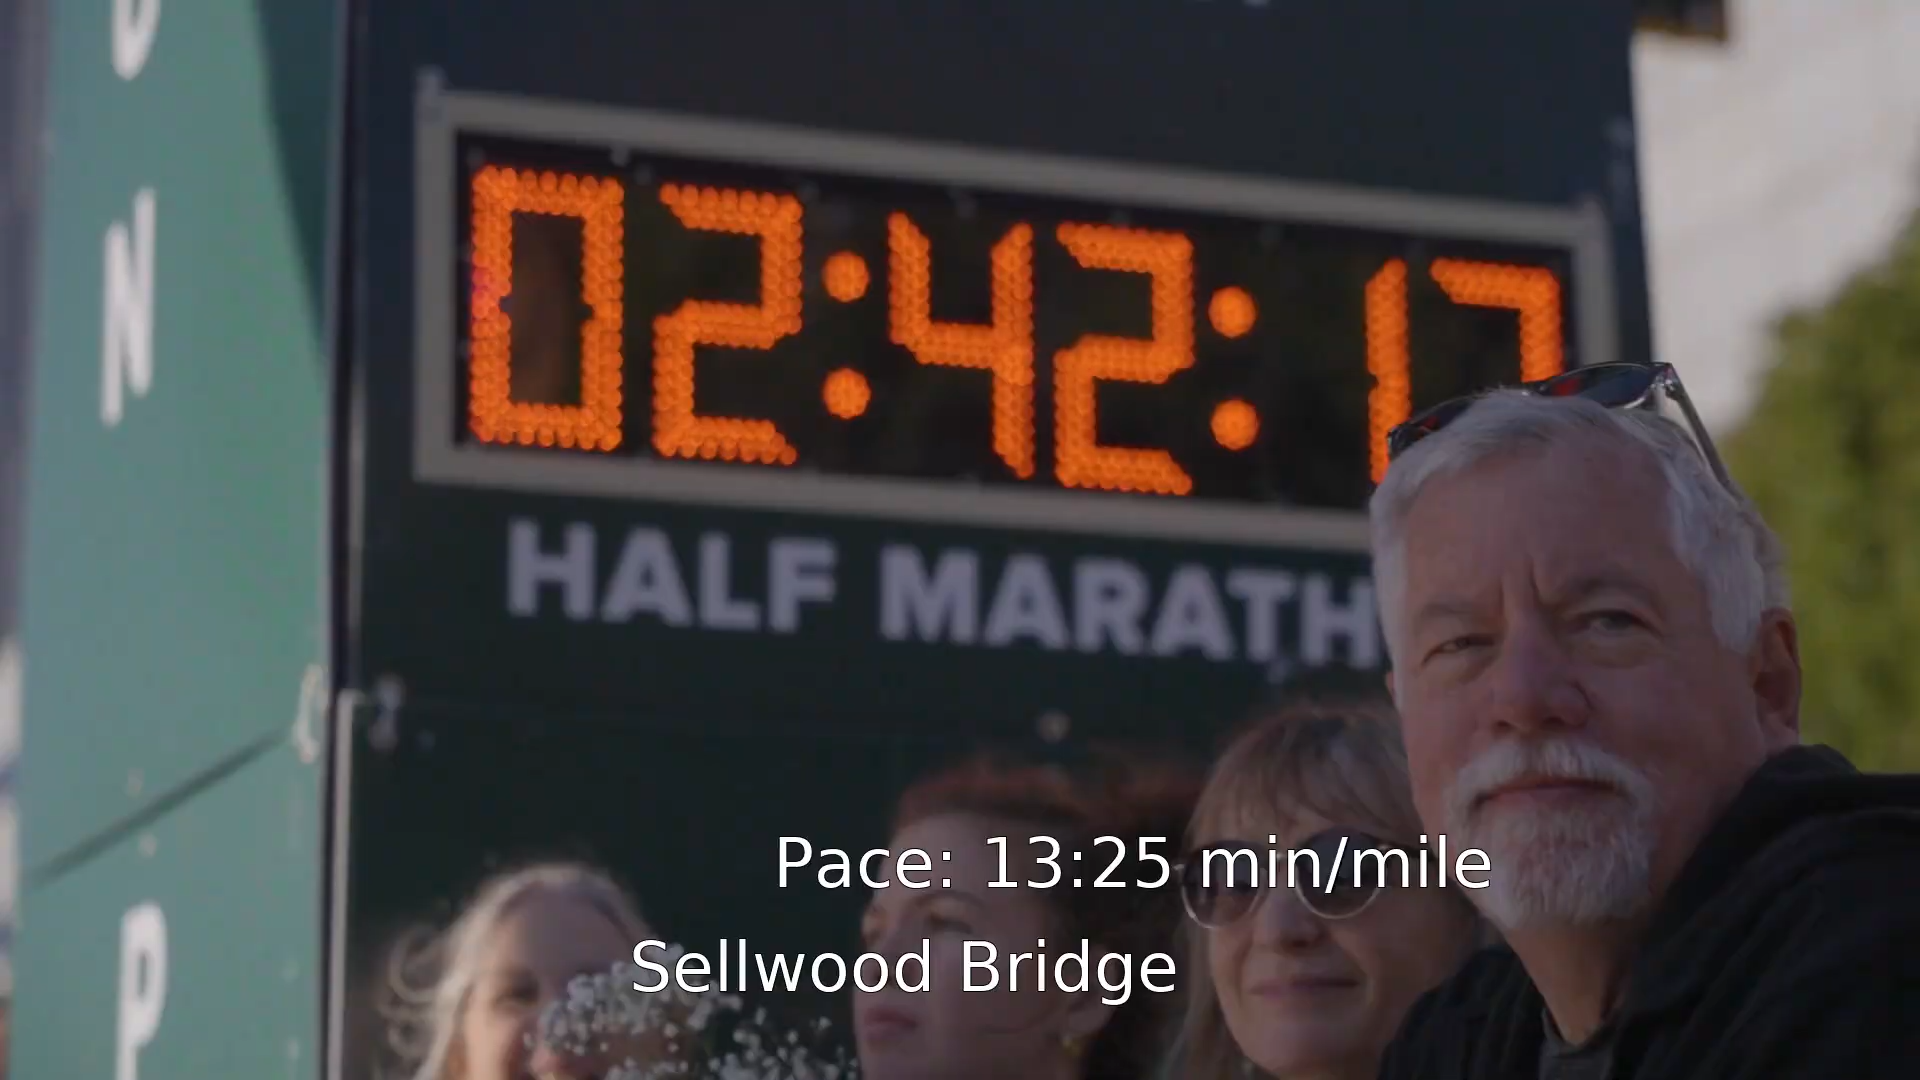 U
N
P
02:42:17
HALF MARATH
Pace: 13:25 min/mile
Sellwood Bridge